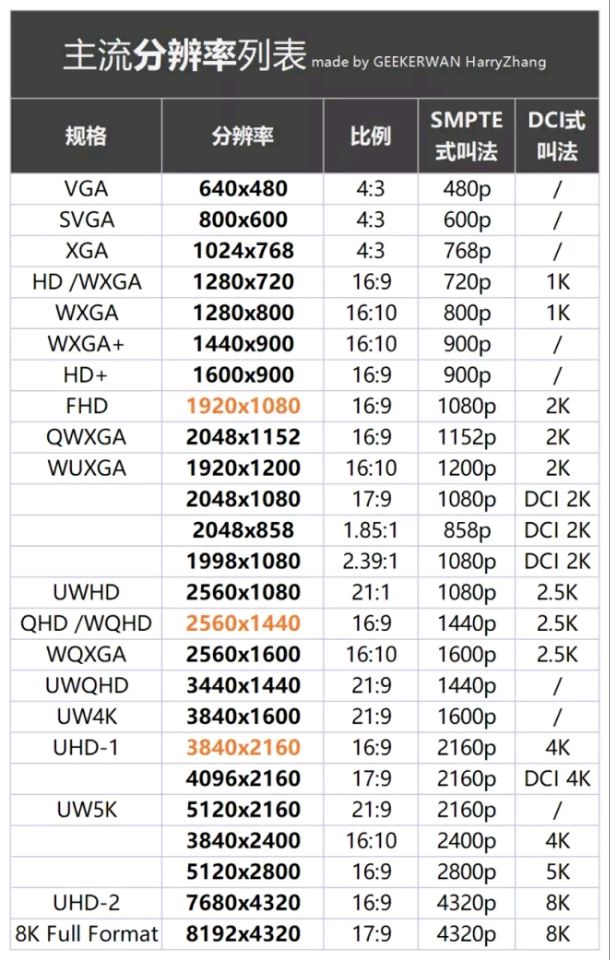 主流分辨率列表 made by GEEKERWAN HarryZhang
规格 分辨率 比例 SMPTE式叫法 DCI式叫法
VGA 640x480 4:3 480p /
SVGA 800x600 4:3 600p /
XGA 1024x768 4:3 768p /
HD /WXGA 1280x720 16:9 720p 1K
WXGA 1280x800 16:10 800p 1K
WXGA+ 1440x900 16:10 900p /
HD+ 1600x900 16:9 900p /
FHD 1920x1080 16:9 1080p 2K
QWXGA 2048x1152 16:9 1152p 2K
WUXGA 1920x1200 16:10 1200p 2K
2048x1080 17:9 1080p DCI 2K
2048x858 1.85:1 858p DCI 2K
1998x1080 2.39:1 1080p DCI 2K
UWHD 2560x1080 21:1 1080p 2.5K
QHD /WQHD 2560x1440 16:9 1440p 2.5K
WQXGA 2560x1600 16:10 1600p 2.5K
UWQHD 3440x1440 21:9 1440p /
UW4K 3840x1600 21:9 1600p /
UHD-1 3840x2160 16:9 2160p 4K
4096x2160 17:9 2160p DCI 4K
UW5K 5120x2160 21:9 2160p /
3840x2400 16:10 2400p 4K
5120x2800 16:9 2800p 5K
UHD-2 7680x4320 16:9 4320p 8K
8K Full Format 8192x4320 17:9 4320p 8K